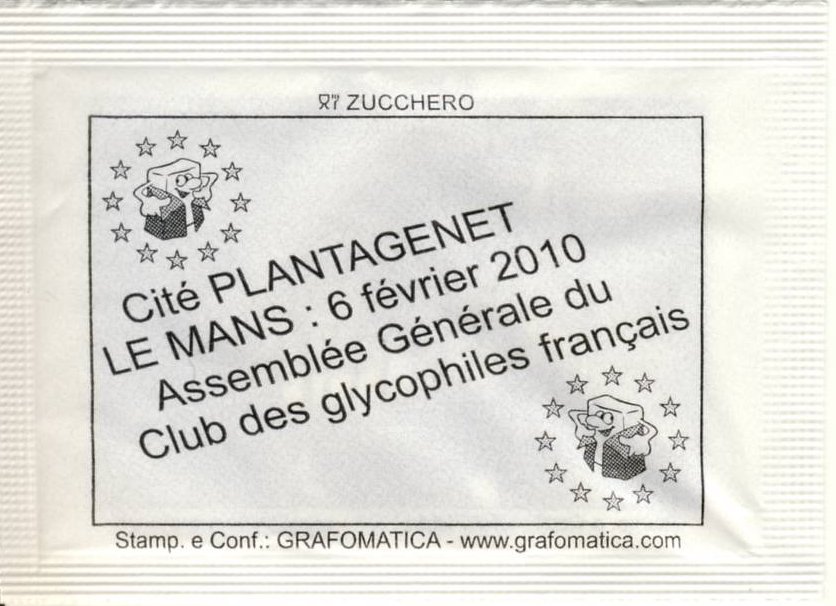 ZUCCHERO
Cité PLANTAGENET
LE MANS : 6 février 2010
Assemblée Générale du
Club des glycophiles français
Stamp. e Conf.: GRAFOMATICA - www.grafomatica.com